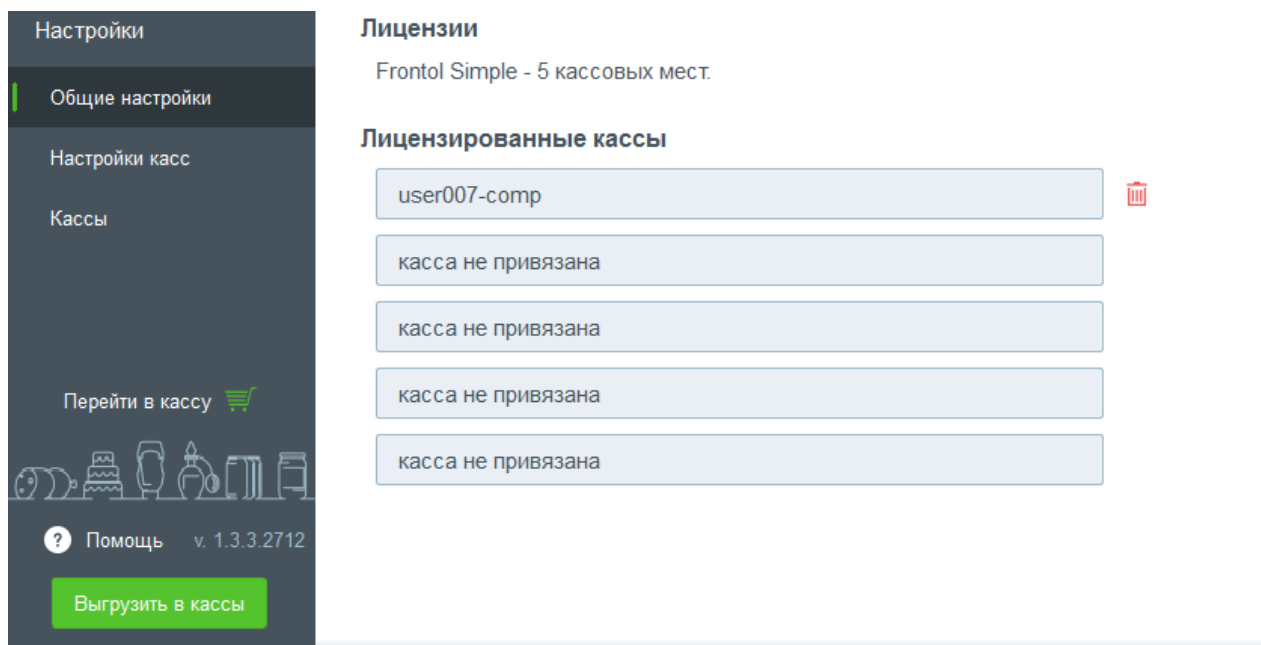 Настройки
Общие настройки
Настройки касс
Кассы
Перейти в кассу
? Помощь v. 1.3.3.2712
Выгрузить в кассы
Лицензии
Frontol Simple - 5 кассовых мест.
Лицензированные кассы
user007-comp
касса не привязана
касса не привязана
касса не привязана
касса не привязана